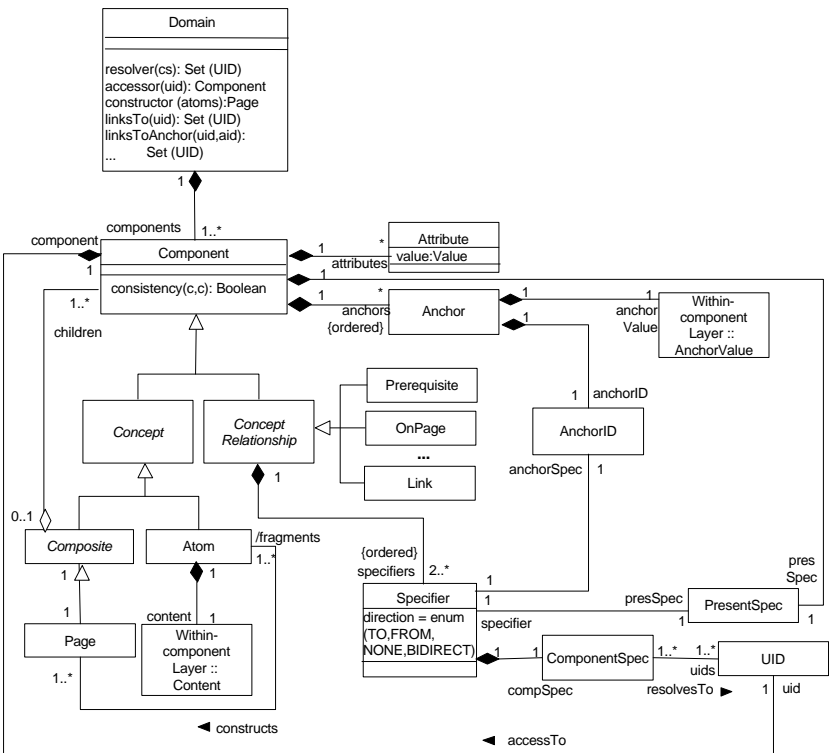 Domain
resolver(cs): Set (UID)
accessor(uid): Component
constructor (atoms):Page
linksTo(uid): Set (UID)
linksToAnchor(uid,aid):
... Set (UID)
1
components
1..*
component
Component
1
consistency(c,c): Boolean
1
*
attributes
Attribute
value:Value
1
1
*
anchors
{ordered}
Anchor
1
1
anchor
Value
Within-
component
Layer ::
AnchorValue
1
1..*
children
Prerequisite
OnPage
...
Link
Concept
Concept
Relationship
1
1
anchorID
AnchorID
anchorSpec
1
0..1
Composite
Atom
/fragments
1..*
1
1
content
1
1
Page
1..*
Within-
component
Layer ::
Content
{ordered}
specifiers
2..*
Specifier
direction = enum
(TO,FROM,
NONE,BIDIRECT)
1
1
specifier
presSpec
1
PresentSpec
pres
Spec
1
1
1
compSpec
ComponentSpec
1..*
1..*
uids
resolvesTo
UID
1
uid
constructs
accessTo